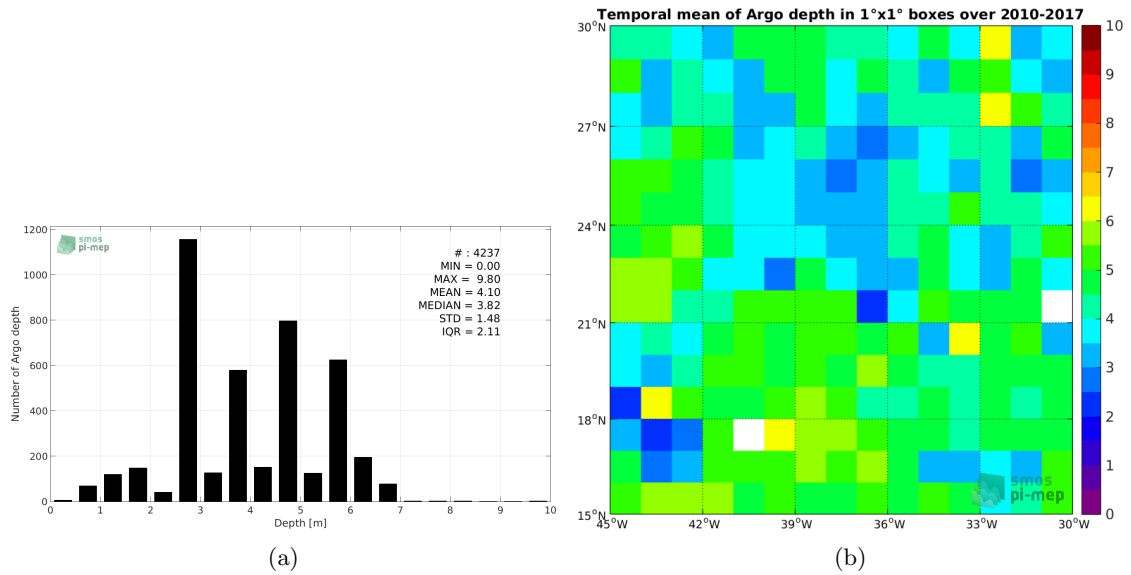 smos
pi-mep
# : 4237
MIN = 0.00
MAX = 9.80
MEAN = 4.10
MEDIAN = 3.82
STD = 1.48
IQR = 2.11
1200
1000
800
600
400
200
0
Number of Argo depth
0 1 2 3 4 5 6 7 8 9 10
Depth [m]
(a)
Temporal mean of Argo depth in 1°x1° boxes over 2010-2017
30°N
27°N
24°N
21°N
18°N
15°N
45°W 42°W 39°W 36°W 33°W 30°W
10
9
8
7
6
5
4
3
2
1
0
smos
pi-mep
(b)